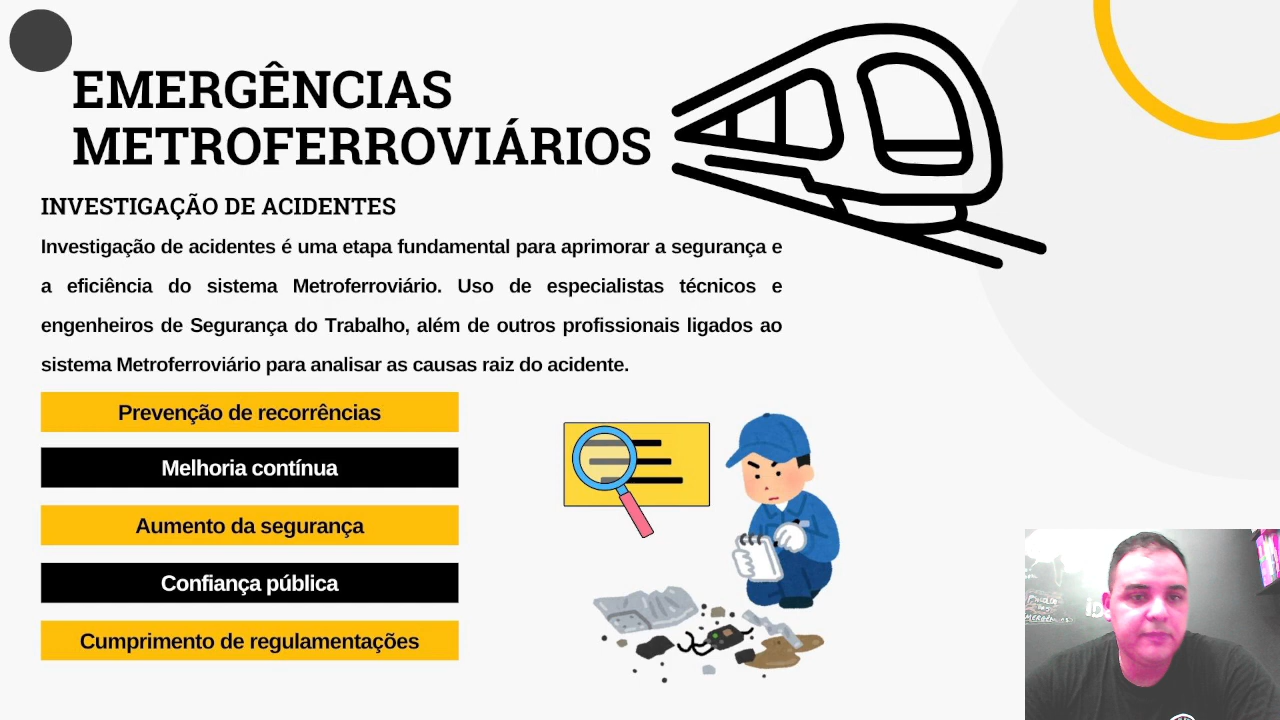 EMERGÊNCIAS
METROFERROVIÁRIOS
INVESTIGAÇÃO DE ACIDENTES
Investigação de acidentes é uma etapa fundamental para aprimorar a segurança e
a eficiência do sistema Metroferroviário. Uso de especialistas técnicos e
engenheiros de Segurança do Trabalho, além de outros profissionais ligados ao
sistema Metroferroviário para analisar as causas raiz do acidente.
Prevenção de recorrências
Melhoria contínua
Aumento da segurança
Confiança pública
Cumprimento de regulamentações